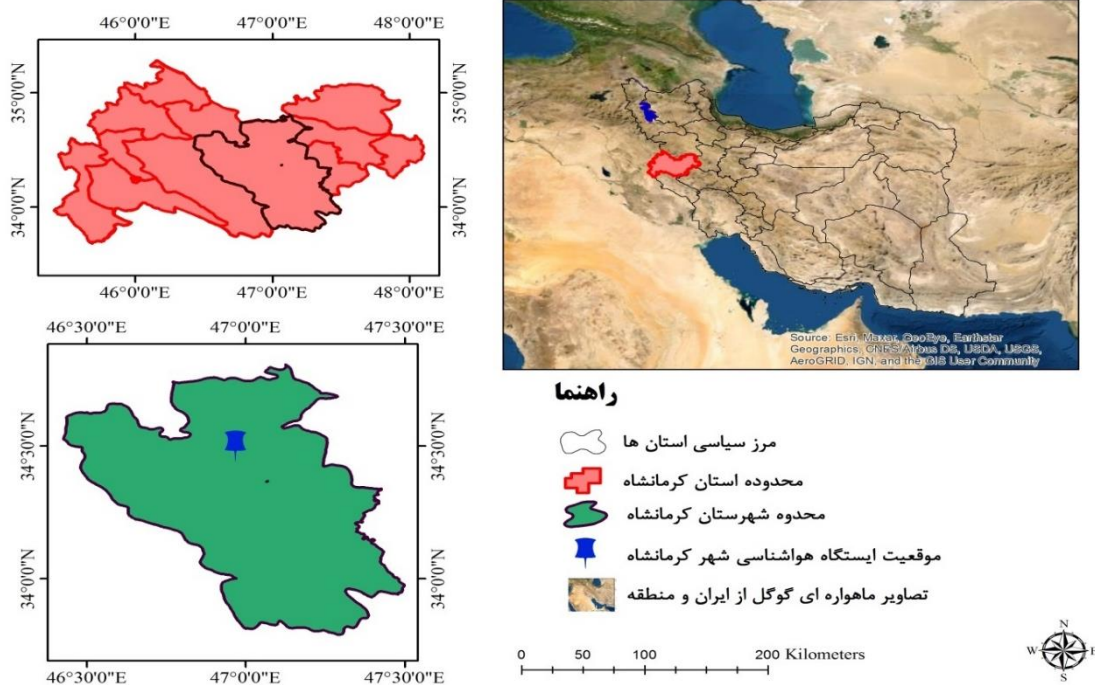 46°0'0"E 47°0'0"E 48°0'0"E
35°0'0"N 35°0'0"N
34°0'0"N 34°0'0"N
46°0'0"E 47°0'0"E 48°0'0"E
46°30'0"E 47°0'0"E 47°30'0"E
34°30'0"N 34°30'0"N
34°0'0"N 34°0'0"N
46°30'0"E 47°0'0"E 47°30'0"E
Source: Esri, Maxar, GeoEye, Earthstar
Geographics, CNES/Airbus DS, USDA, USGS,
AeroGRID, IGN, and the GIS User Community
راهنما
مرز سیاسی استان ها
محدوده استان کرمانشاه
محدوه شهرستان کرمانشاه
موقعیت ایستگاه هواشناسی شهر کرمانشاه
تصاویر ماهواره ای گوگل از ایران و منطقه
0 50 100 200 Kilometers
N
W E
S